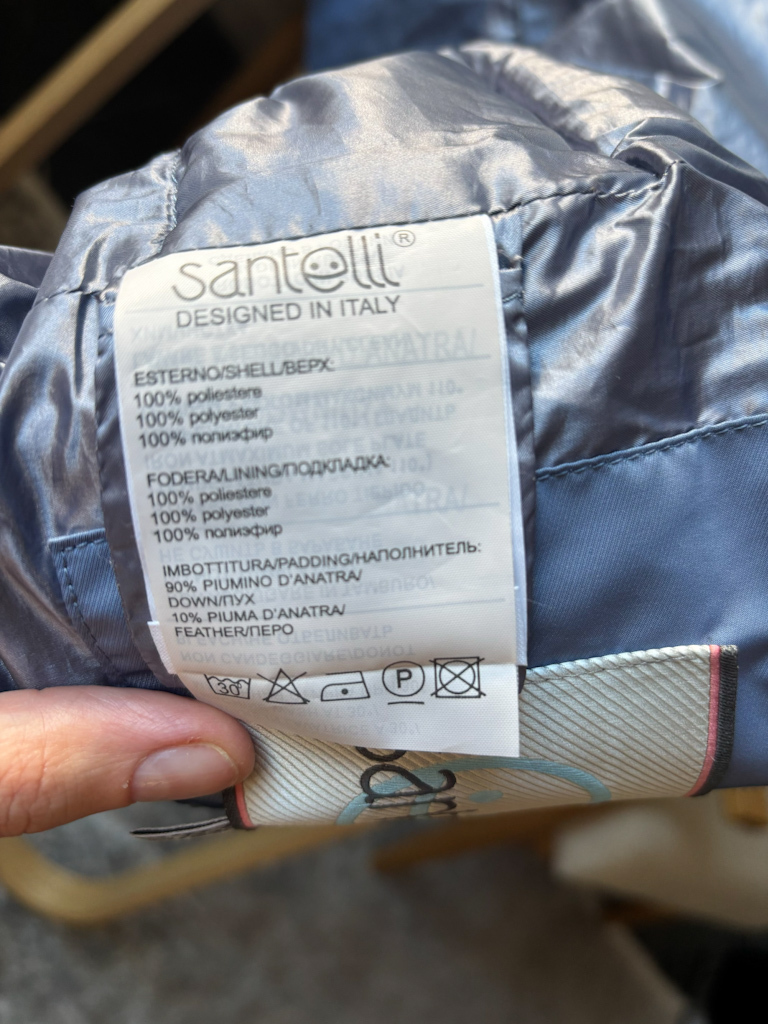 santelli®
DESIGNED IN ITALY
ESTERNO/SHELL/ВЕРХ:
100% poliestere
100% polyester
100% полиэфир
FODERA/LINING/ПОДКЛАДКА:
100% poliestere
100% polyester
100% полиэфир
IMBOTTITURA/PADDING/НАПОЛНИТЕЛЬ:
90% PIUMINO D'ANATRA/
DOWN/ПУХ
10% PIUMA D'ANATRA/
FEATHER/ПЕРО
30° P